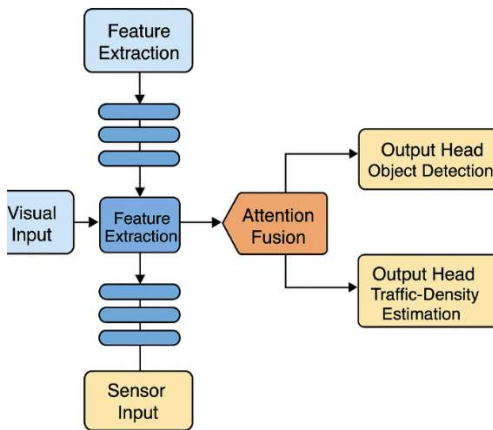 Feature
Extraction
Visual
Input
Feature
Extraction
Attention
Fusion
Output Head
Object Detection
Output Head
Traffic-Density
Estimation
Sensor
Input